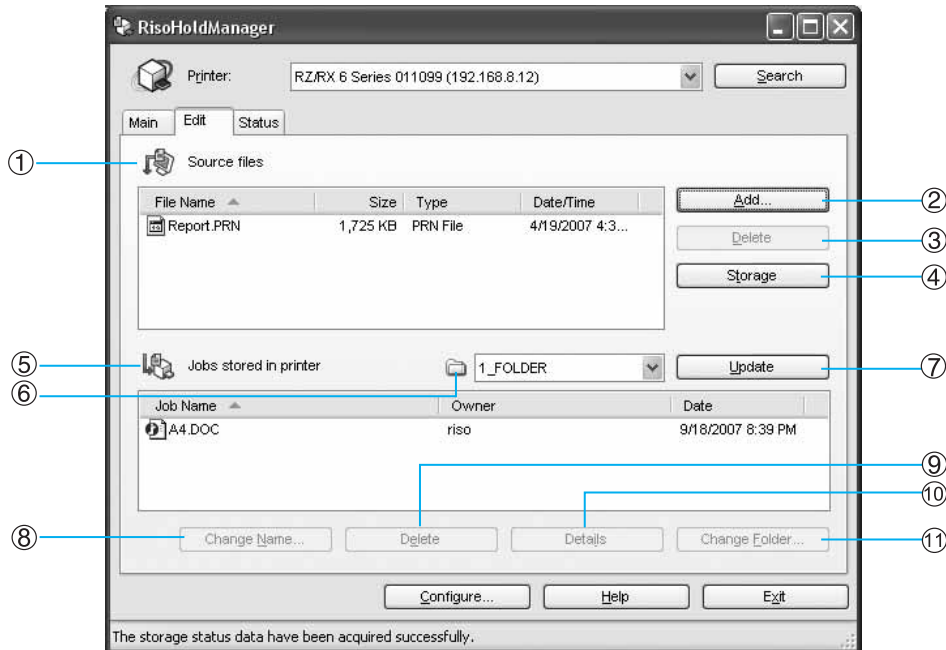 RisoHoldManager
Printer: RZ/RX 6 Series 011099 (192.168.8.12) Search
Main Edit Status
① Source files
File Name Size Type Date/Time
Add... ②
Report.PRN 1,725 KB PRN File 4/19/2007 4:3...
Delete ③
Storage ④
⑤ Jobs stored in printer 1_FOLDER Update ⑦
⑥
Job Name Owner Date
A4.DOC riso 9/18/2007 8:39 PM
⑨
⑩
⑧ Change Name... Delete Details Change Folder... ⑪
Configure... Help Exit
The storage status data have been acquired successfully.